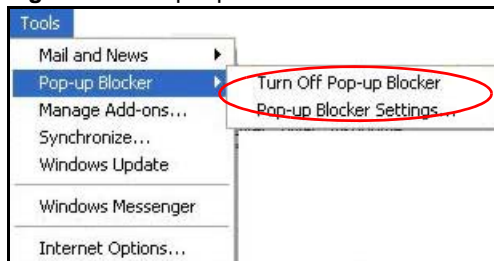 Tools
Mail and News
Pop-up Blocker
Turn Off Pop-up Blocker
Pop-up Blocker Settings...
Manage Add-ons...
Synchronize...
Windows Update
Windows Messenger
Internet Options...